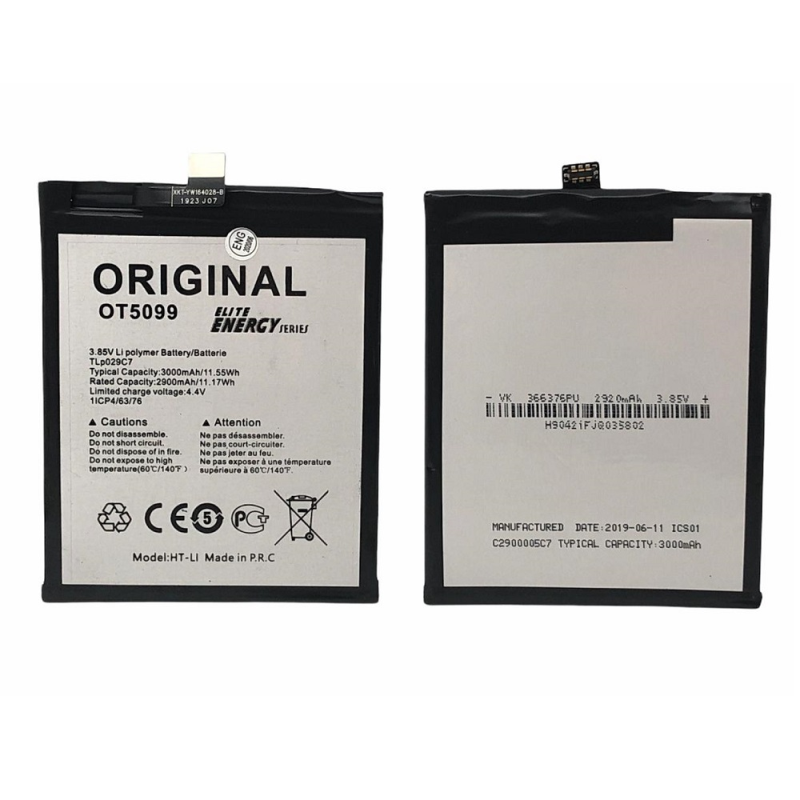 XKT-YW164028-B
1923 J07
ENG
ORIGINAL
OT5099
ELITE
ENERGY SERIES
3.85V Li polymer Battery/Batterie
TLp029C7
Typical Capacity:3000mAh/11.55Wh
Rated Capacity:2900mAh/11.17Wh
Limited charge voltage:4.4V
1ICP4/63/76
Cautions
Do not disassemble.
Do not short circuit.
Do not dispose of in fire.
Do not expose to high
temperature(60℃/140℉)
Attention
Ne pas désassembler.
Ne pas court-circuiter.
Ne pas jeter au feu.
Ne pas exposer à une témperature
supérieure à 60℃/140℉)
CE
5
Model:HT-LI Made in P.R.C
- VK 366376PU 2920mAh 3.85V +
H90421FJQ035802
MANUFACTURED DATE:2019-06-11 ICS01
C2900005C7 TYPICAL CAPACITY:3000mAh